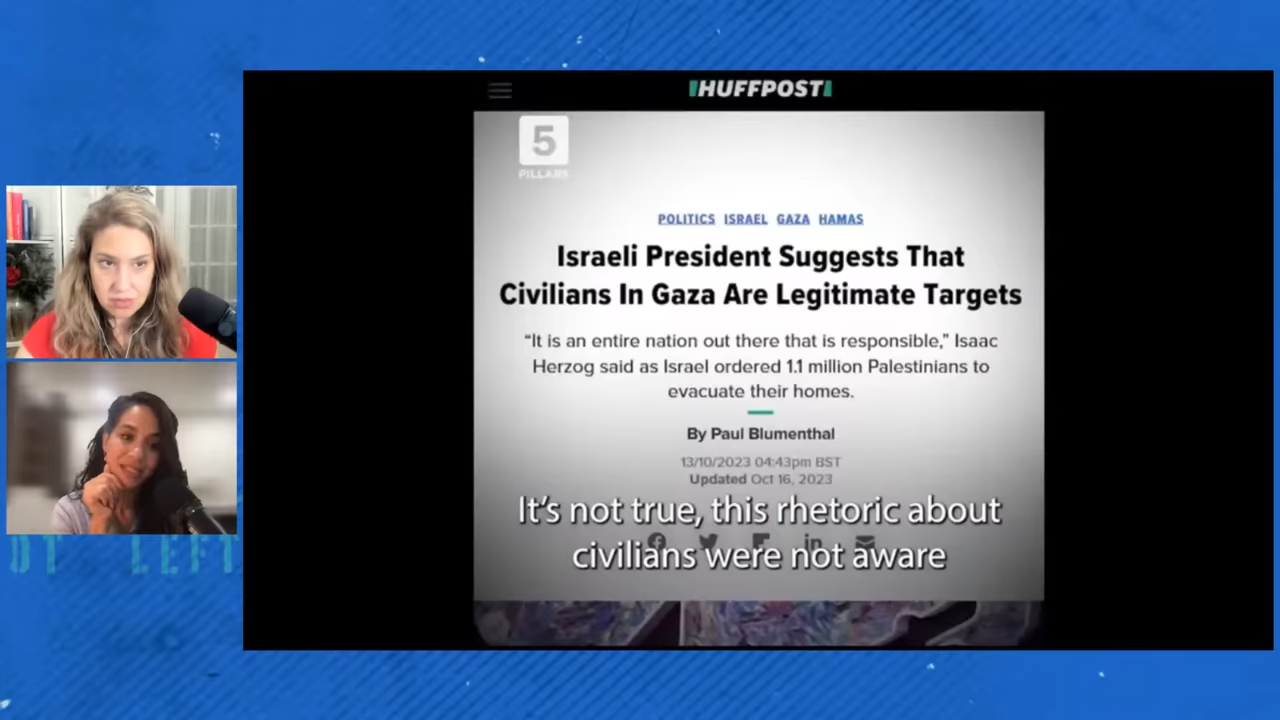 HUFFPOST
5
PILLARS
POLITICS ISRAEL GAZA HAMAS
Israeli President Suggests That
Civilians In Gaza Are Legitimate Targets
“It is an entire nation out there that is responsible,” Isaac
Herzog said as Israel ordered 1.1 million Palestinians to
evacuate their homes.
By Paul Blumenthal
13/10/2023 04:43pm BST
Updated Oct 16, 2023
It's not true, this rhetoric about
civilians were not aware
LEFT